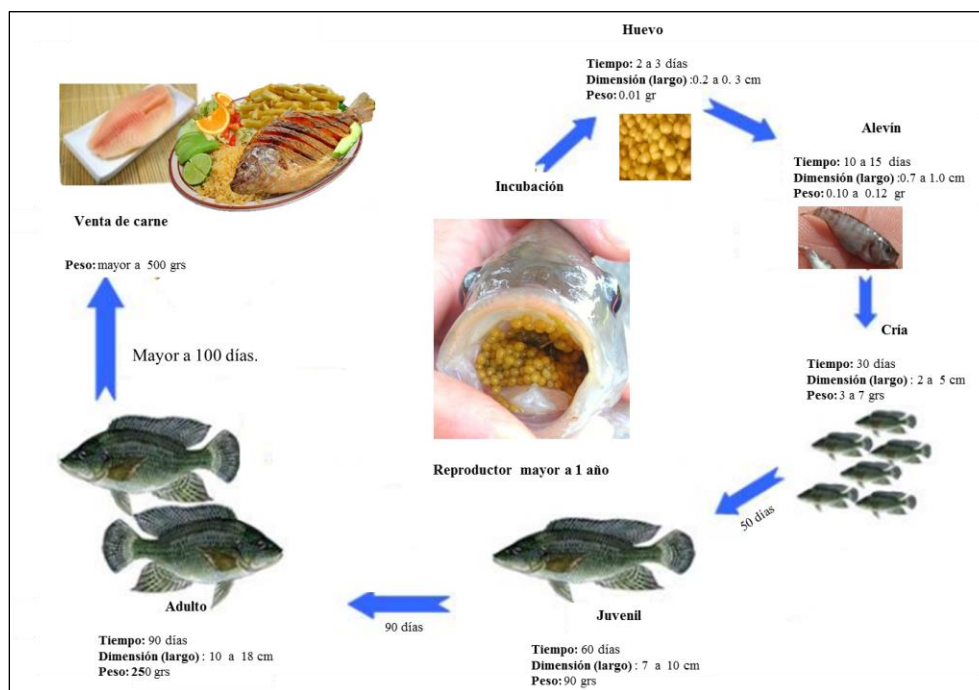 Huevo
Tiempo: 2 a 3 días
Dimensión (largo) :0.2 a 0. 3 cm
Peso: 0.01 gr
Alevín
Tiempo: 10 a 15 días
Dimensión (largo) :0.7 a 1.0 cm
Peso: 0.10 a 0.12 gr
Incubación
Cría
Tiempo: 30 días
Dimensión (largo) : 2 a 5 cm
Peso: 3 a 7 grs
50 días
Reproductor mayor a 1 año
Juvenil
Tiempo: 60 días
Dimensión (largo) : 7 a 10 cm
Peso: 90 grs
90 días
Adulto
Tiempo: 90 días
Dimensión (largo) : 10 a 18 cm
Peso: 250 grs
Mayor a 100 días.
Venta de carne
Peso: mayor a 500 grs